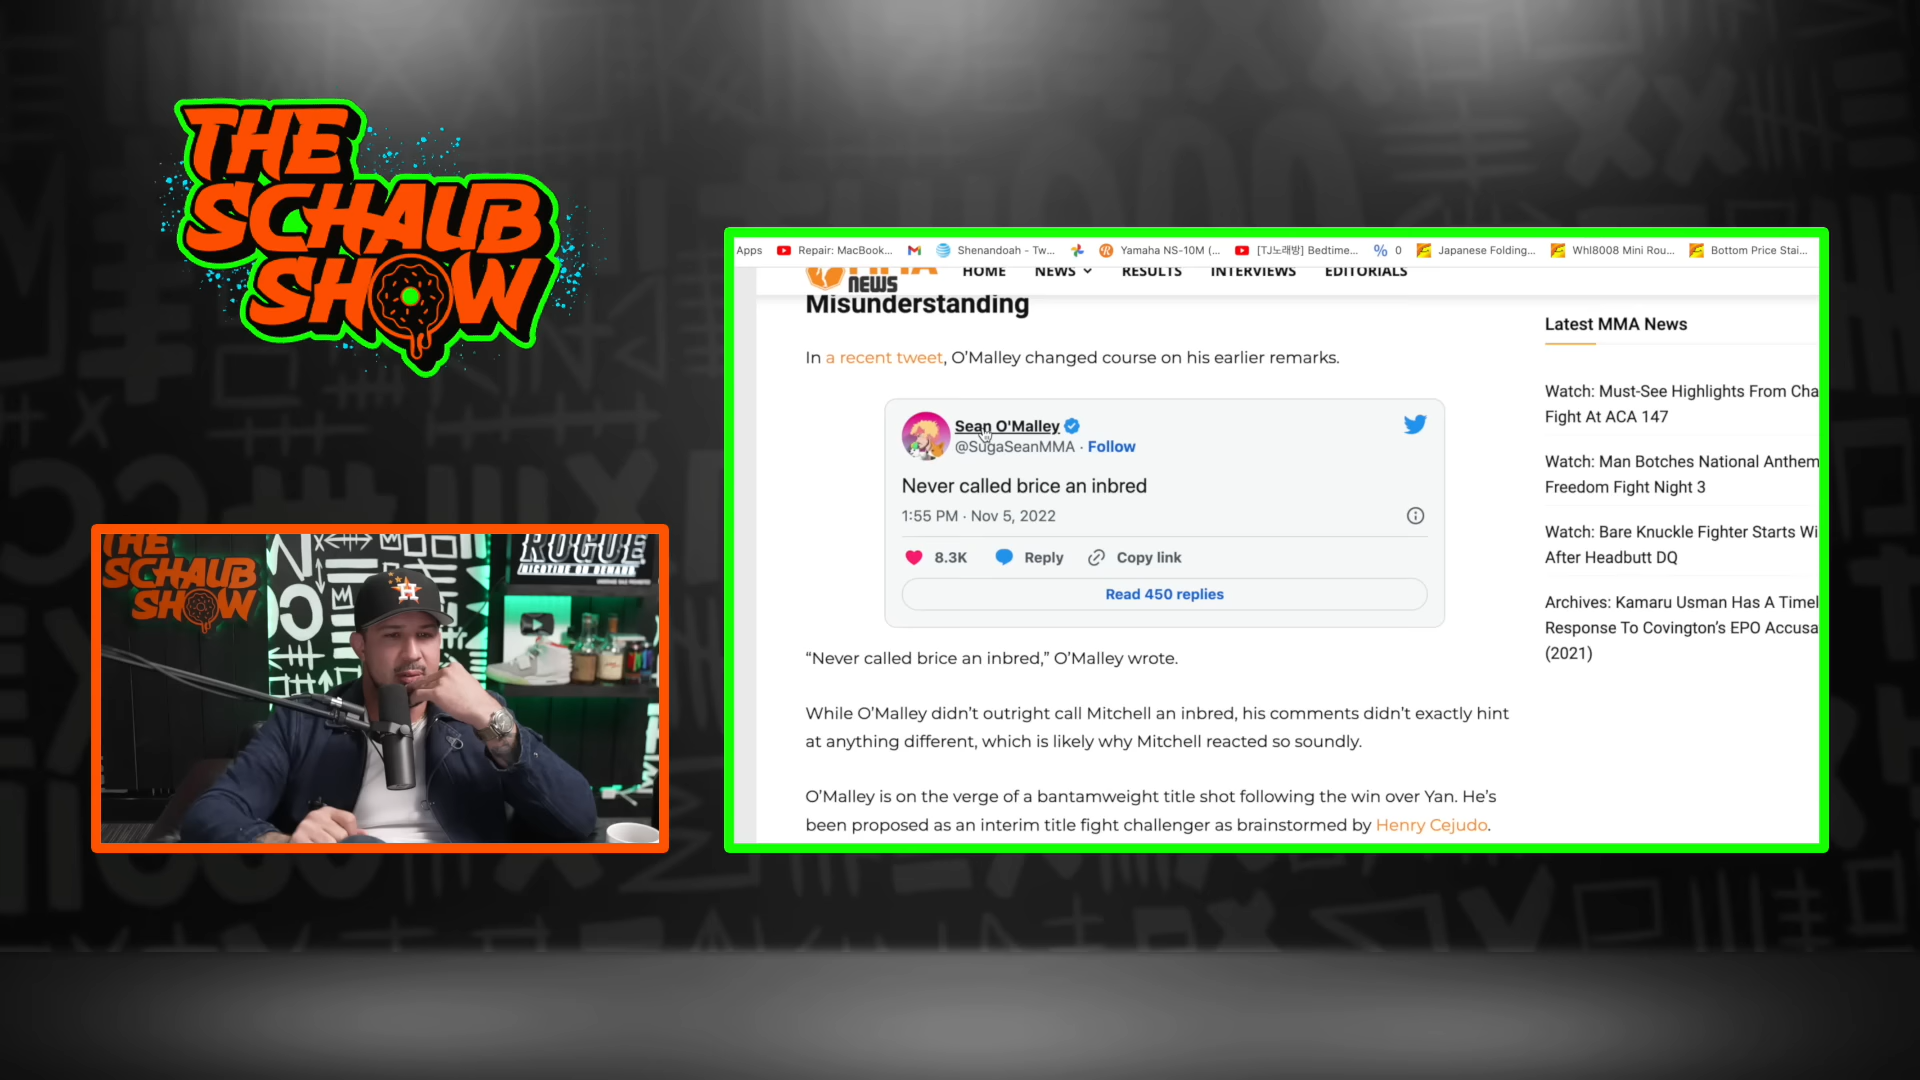 THE
SCHAUB
SHOW
THE
SCHAUB
SHOW
ROGUE
H
Apps Repair: MacBook... Shenandoah - Tw... Yamaha NS-10M (... [TJ노래방] Bedtime... 0 Japanese Folding... Whl8008 Mini Rou... Bottom Price Stai...
NEWS HOME NEWS RESULTS INTERVIEWS EDITORIALS
Misunderstanding
In a recent tweet, O’Malley changed course on his earlier remarks.
Sean O'Malley
@SugaSeanMMA · Follow
Never called brice an inbred
1:55 PM · Nov 5, 2022
8.3K Reply Copy link
Read 450 replies
“Never called brice an inbred,” O’Malley wrote.
While O’Malley didn’t outright call Mitchell an inbred, his comments didn’t exactly hint
at anything different, which is likely why Mitchell reacted so soundly.
O’Malley is on the verge of a bantamweight title shot following the win over Yan. He’s
been proposed as an interim title fight challenger as brainstormed by Henry Cejudo.
Latest MMA News
Watch: Must-See Highlights From Cha
Fight At ACA 147
Watch: Man Botches National Anthem
Freedom Fight Night 3
Watch: Bare Knuckle Fighter Starts Wi
After Headbutt DQ
Archives: Kamaru Usman Has A Timel
Response To Covington’s EPO Accusa
(2021)